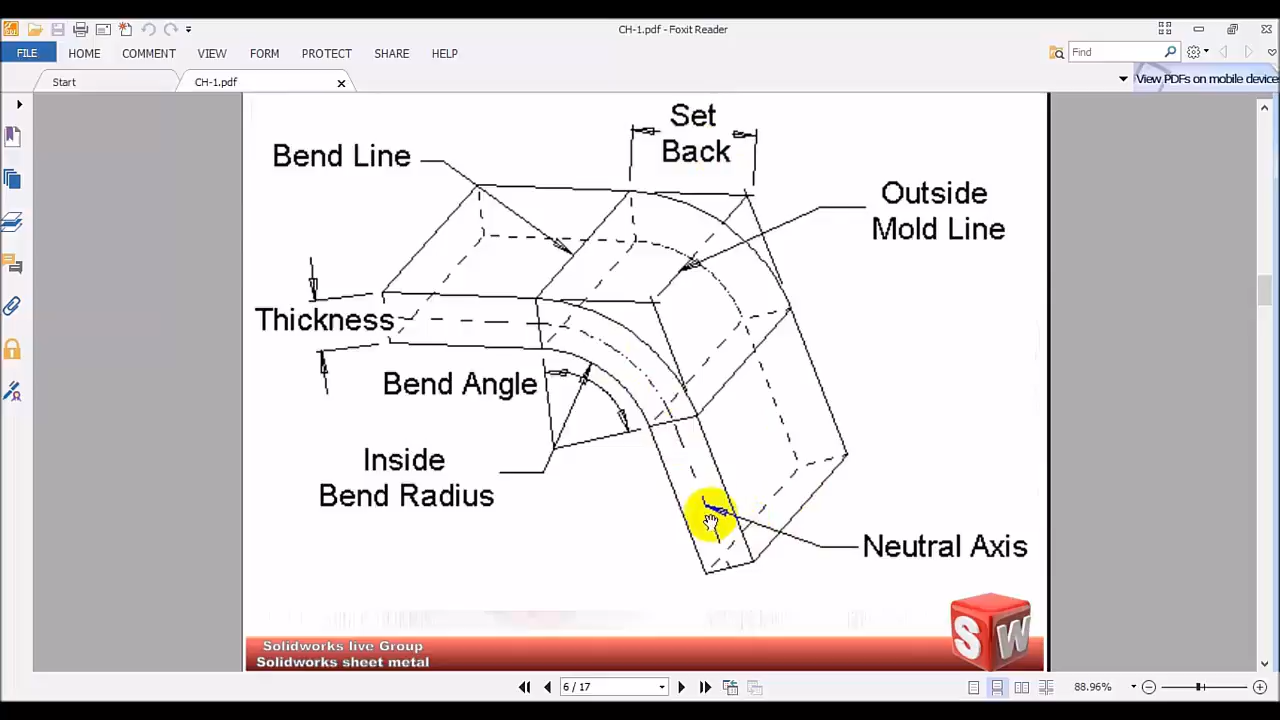 CH-1.pdf - Foxit Reader
FILE HOME COMMENT VIEW FORM PROTECT SHARE HELP
Find
Start
CH-1.pdf
View PDFs on mobile device
Set
Back
Bend Line
Outside
Mold Line
Thickness
Bend Angle
Inside
Bend Radius
Neutral Axis
Solidworks live Group
Solidworks sheet metal
SW
6 / 17
88.96%